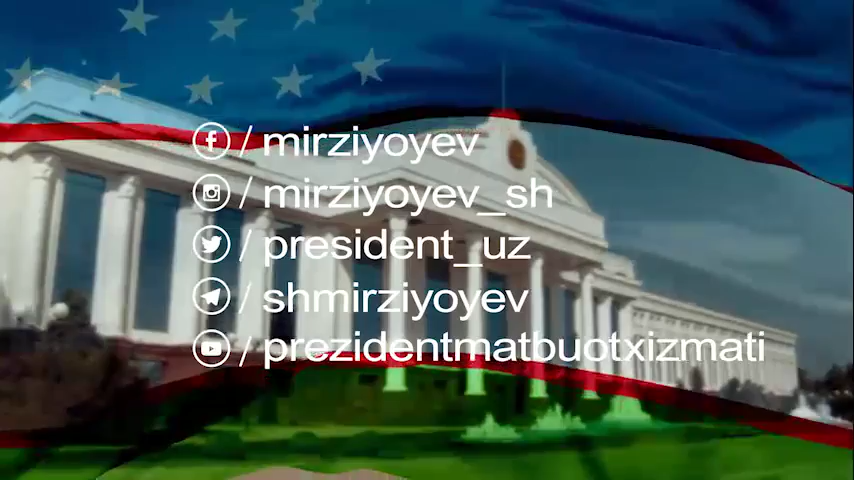 / mirziyoyev
/ mirziyoyev_sh
/ president_uz
/ shmirziyoyev
/ prezidentmatbuotxizmati